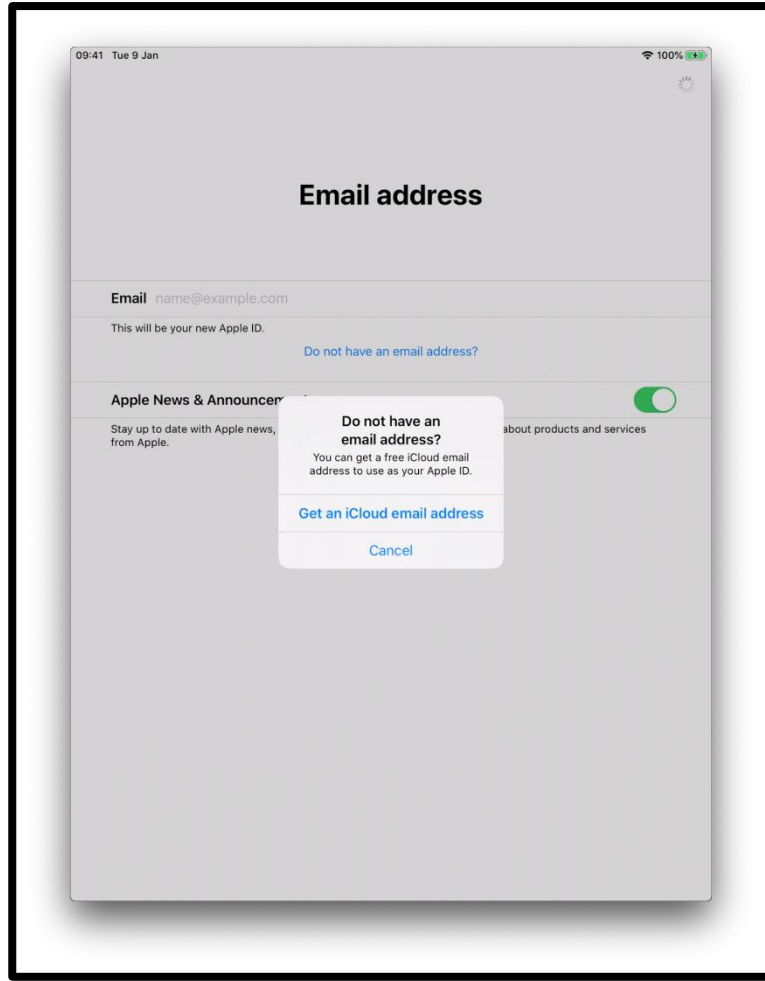 09:41 Tue 9 Jan 100%
Email address
Email name@example.com
This will be your new Apple ID.
Do not have an email address?
Apple News &
Stay up to date with Apple news, about products and services
from Apple.
Do not have an
email address?
You can get a free iCloud email
address to use as your Apple ID.
Get an iCloud email address
Cancel